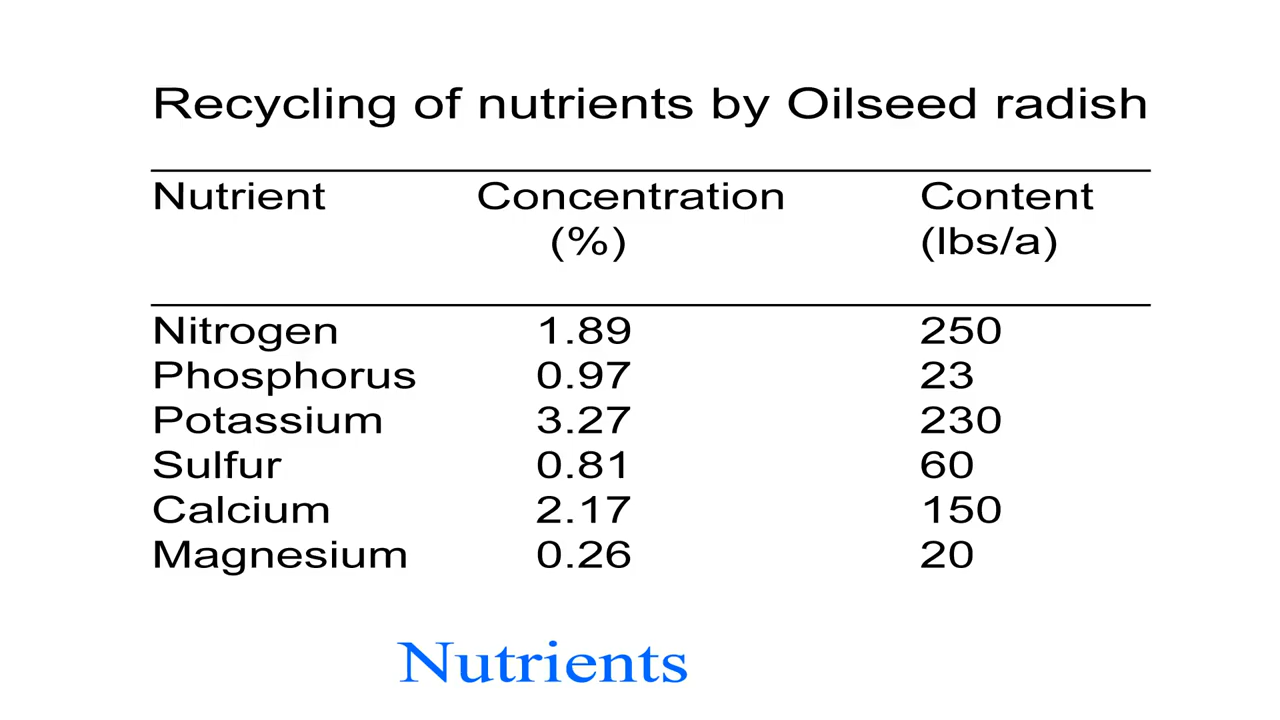 Recycling of nutrients by Oilseed radish
Nutrient Concentration Content
(%) (lbs/a)
Nitrogen 1.89 250
Phosphorus 0.97 23
Potassium 3.27 230
Sulfur 0.81 60
Calcium 2.17 150
Magnesium 0.26 20
Nutrients